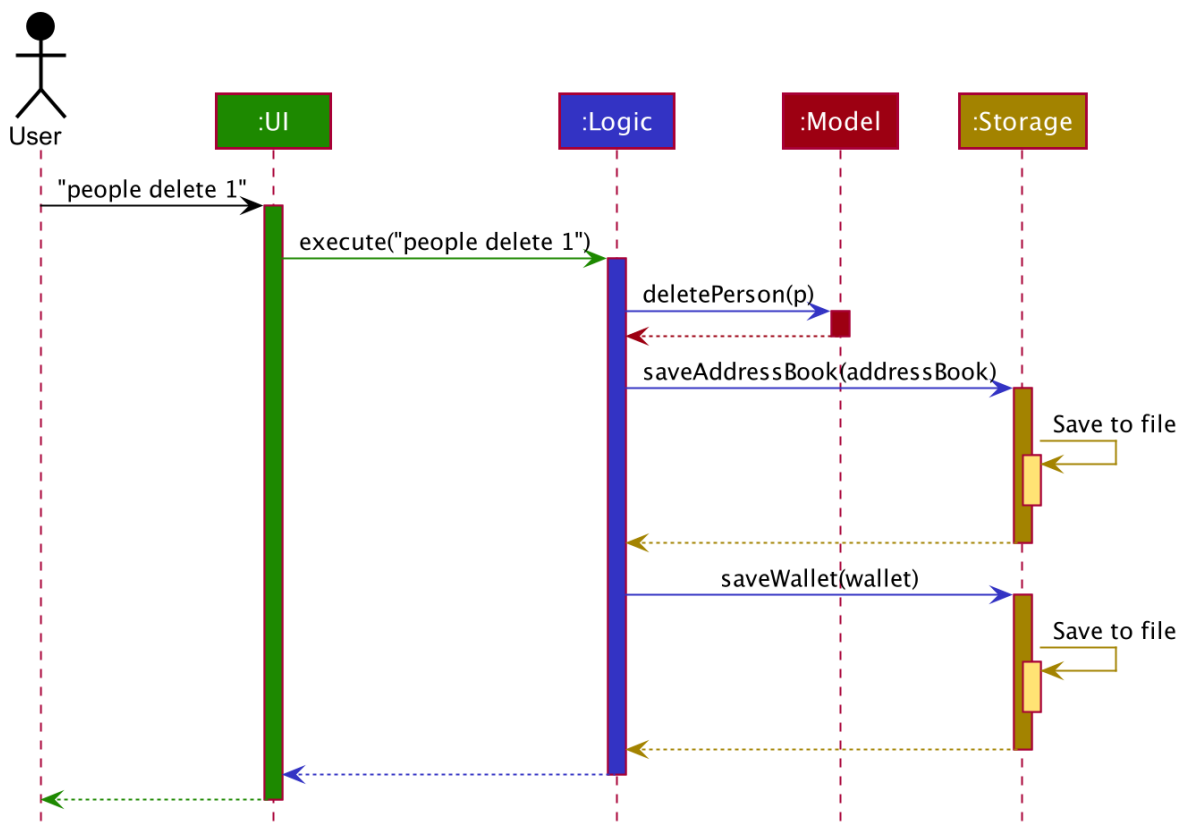 User
:UI
:Logic
:Model
:Storage
"people delete 1"
execute("people delete 1")
deletePerson(p)
saveAddressBook(addressBook)
Save to file
saveWallet(wallet)
Save to file